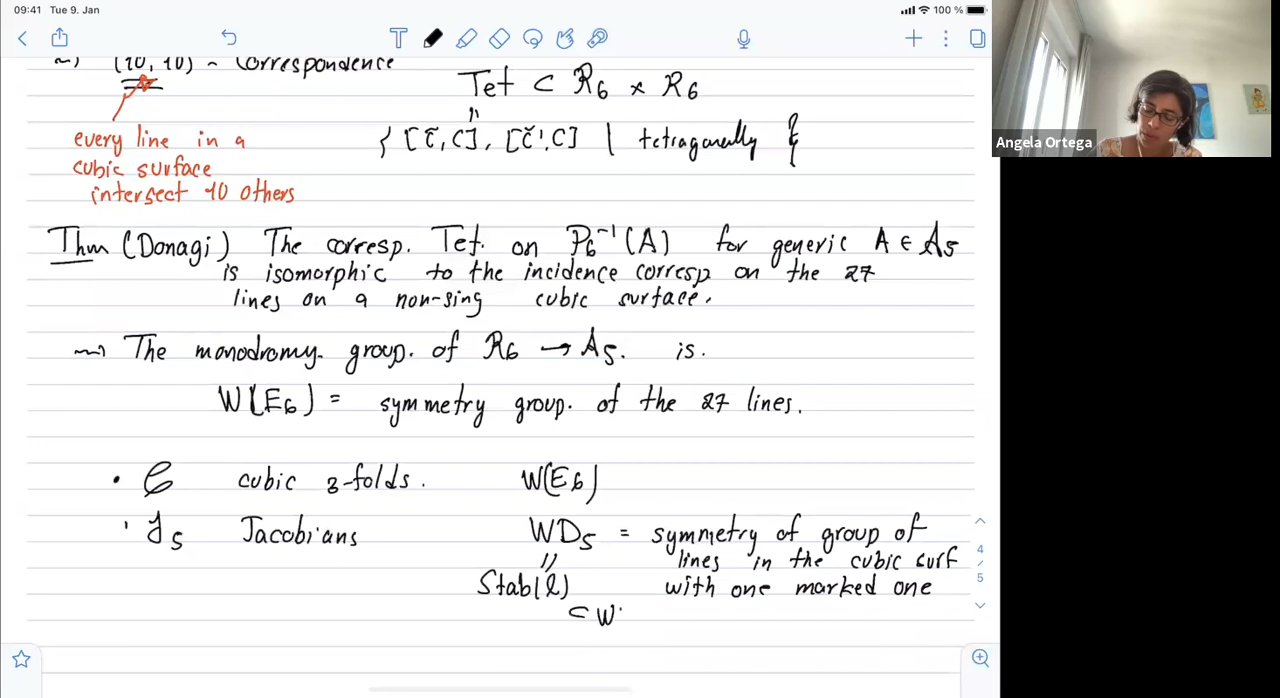 09:41 Tue 9. Jan
100 %
(10, 10) - Correspondence
Tet ⊂ R6 × R6
every line in a
cubic surface
intersect 10 others
{ [C̃, C], [C̃', C] | tetragonally }
Thm (Donagi) The corresp. Tet. on P6⁻¹(A) for generic A ∈ A5
is isomorphic to the incidence corresp on the 27
lines on a non-sing cubic surface.
⇝ The monodromy group. of R6 → A5. is.
W(E6) = symmetry group. of the 27 lines.
• C cubic 3-folds. W(E6)
• J5 Jacobians WD5 = symmetry of group of
lines in the cubic surf
Stab(l) with one marked one
⊂ W
4
/
5
Angela Ortega